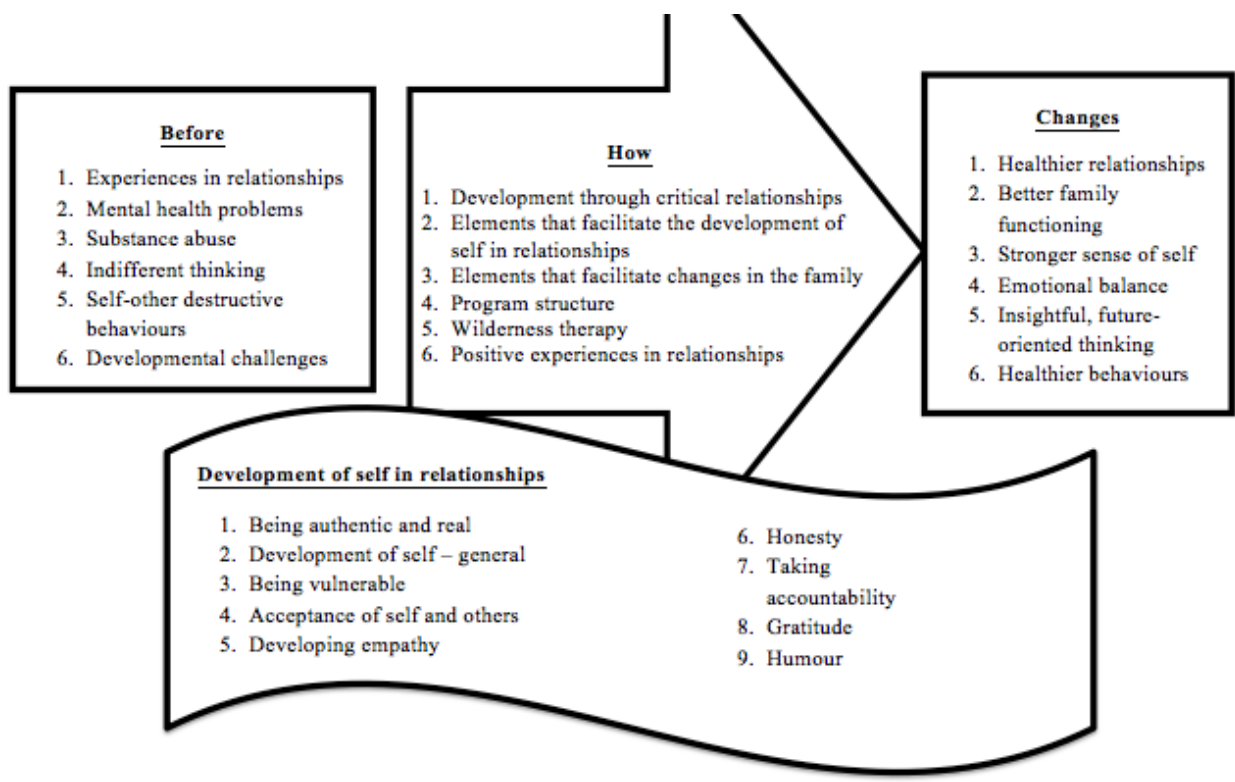 Before
1. Experiences in relationships
2. Mental health problems
3. Substance abuse
4. Indifferent thinking
5. Self-other destructive
behaviours
6. Developmental challenges
How
1. Development through critical relationships
2. Elements that facilitate the development of
self in relationships
3. Elements that facilitate changes in the family
4. Program structure
5. Wilderness therapy
6. Positive experiences in relationships
Changes
1. Healthier relationships
2. Better family
functioning
3. Stronger sense of self
4. Emotional balance
5. Insightful, future-
oriented thinking
6. Healthier behaviours
Development of self in relationships
1. Being authentic and real
2. Development of self – general
3. Being vulnerable
4. Acceptance of self and others
5. Developing empathy
6. Honesty
7. Taking
accountability
8. Gratitude
9. Humour